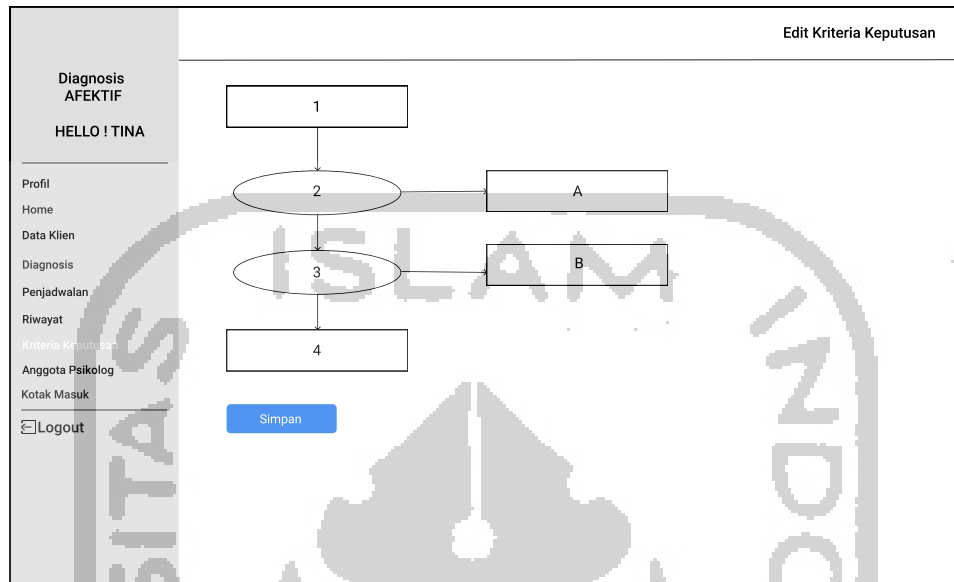 Edit Kriteria Keputusan
Diagnosis
AFEKTIF
HELLO ! TINA
Profil
Home
Data Klien
Diagnosis
Penjadwalan
Riwayat
Kriteria Keputusan
Anggota Psikolog
Kotak Masuk
Logout
1
2
A
3
B
4
Simpan
ISLAM